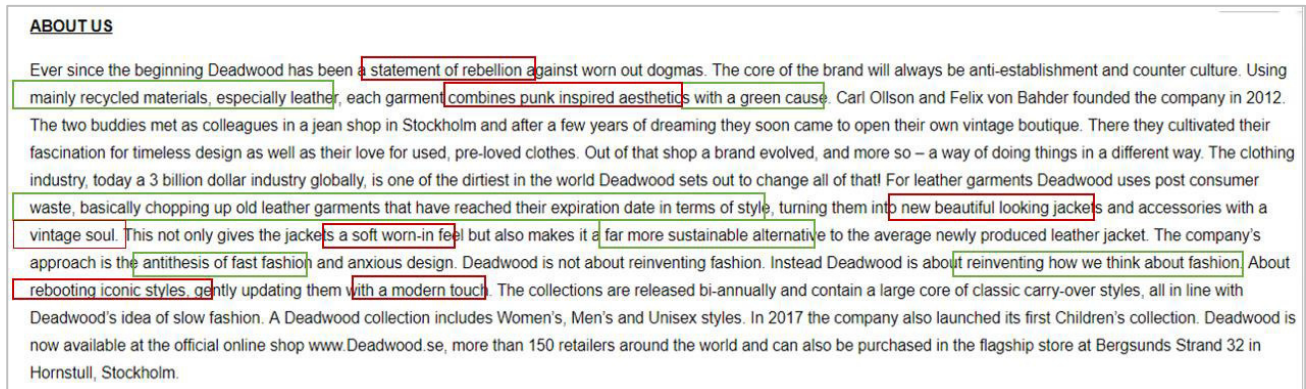 ABOUT US
Ever since the beginning Deadwood has been a statement of rebellion against worn out dogmas. The core of the brand will always be anti-establishment and counter culture. Using
mainly recycled materials, especially leather, each garment combines punk inspired aesthetics with a green cause. Carl Ollson and Felix von Bahder founded the company in 2012.
The two buddies met as colleagues in a jean shop in Stockholm and after a few years of dreaming they soon came to open their own vintage boutique. There they cultivated their
fascination for timeless design as well as their love for used, pre-loved clothes. Out of that shop a brand evolved, and more so – a way of doing things in a different way. The clothing
industry, today a 3 billion dollar industry globally, is one of the dirtiest in the world Deadwood sets out to change all of that! For leather garments Deadwood uses post consumer
waste, basically chopping up old leather garments that have reached their expiration date in terms of style, turning them into new beautiful looking jackets and accessories with a
vintage soul. This not only gives the jackets a soft worn-in feel but also makes it a far more sustainable alternative to the average newly produced leather jacket. The company's
approach is the antithesis of fast fashion and anxious design. Deadwood is not about reinventing fashion. Instead Deadwood is about reinventing how we think about fashion. About
rebooting iconic styles, gently updating them with a modern touch. The collections are released bi-annually and contain a large core of classic carry-over styles, all in line with
Deadwood's idea of slow fashion. A Deadwood collection includes Women's, Men's and Unisex styles. In 2017 the company also launched its first Children's collection. Deadwood is
now available at the official online shop www.Deadwood.se, more than 150 retailers around the world and can also be purchased in the flagship store at Bergsunds Strand 32 in
Hornstull, Stockholm.